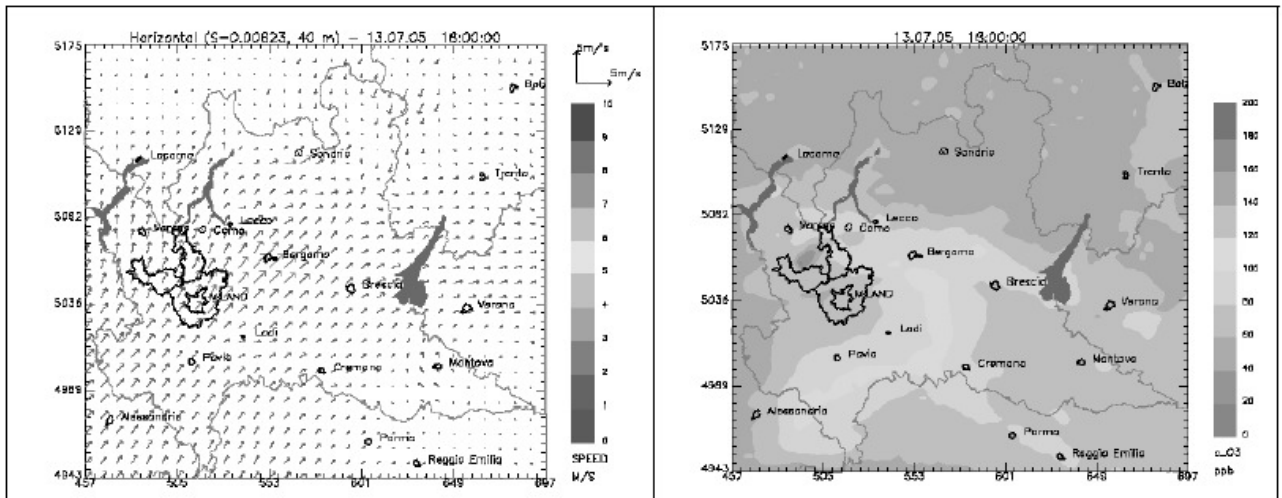 Horizontal (S-0.00623, 40 m) - 13.07.05 18:00:00
5m/s
5m/s
5175
5129
5082
5036
4989
4943
457
505
553
601
649
697
Locarno
Sondrio
Trento
Varese
Como
Lecco
Bergamo
Brescia
MILANO
Verona
Lodi
Pavia
Cremona
Mantova
Alessandria
Parma
Reggio Emilia
10
9
8
7
6
5
4
3
2
1
0
SPEED
M/S
13.07.05 18:00:00
5175
5129
5082
5036
4989
4943
457
505
553
601
649
697
Locarno
Sondrio
Trento
Varese
Como
Lecco
Bergamo
Brescia
MILANO
Verona
Lodi
Pavia
Cremona
Mantova
Alessandria
Parma
Reggio Emilia
200
180
160
140
120
100
80
60
40
20
0
c_O3
ppb